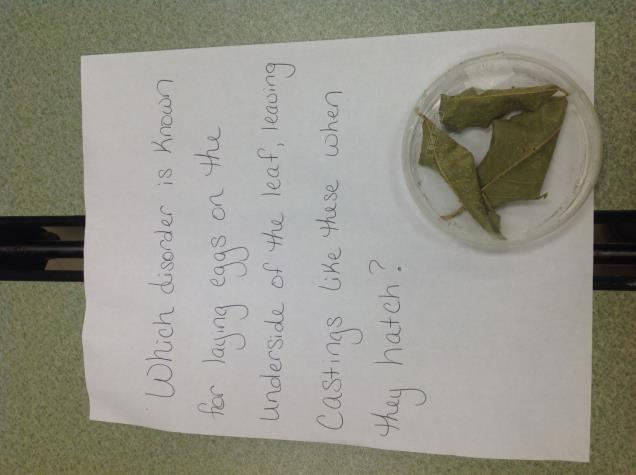 Which disorder is known
for laying eggs on the
underside of the leaf, leaving
castings like these when
they hatch?